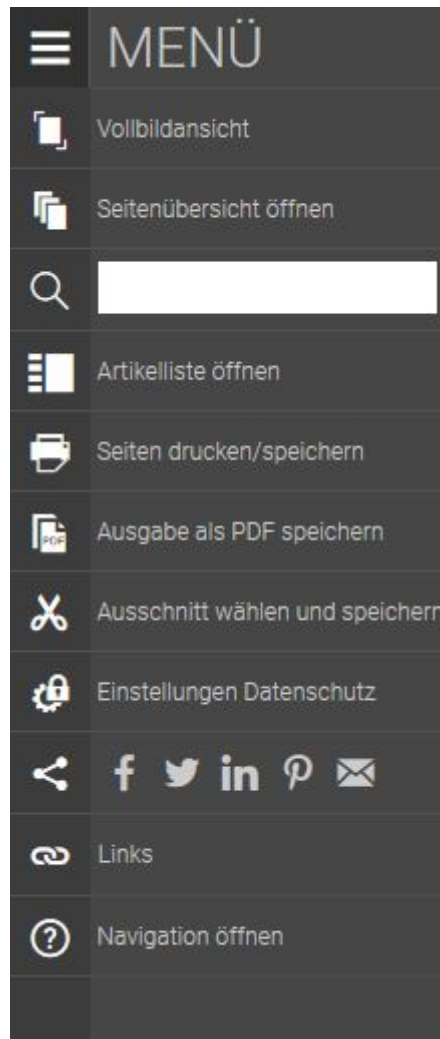 MENÜ
Vollbildansicht
Seitenübersicht öffnen
Artikelliste öffnen
Seiten drucken/speichern
PDF
Ausgabe als PDF speichern
Ausschnitt wählen und speichern
Einstellungen Datenschutz
Links
Navigation öffnen